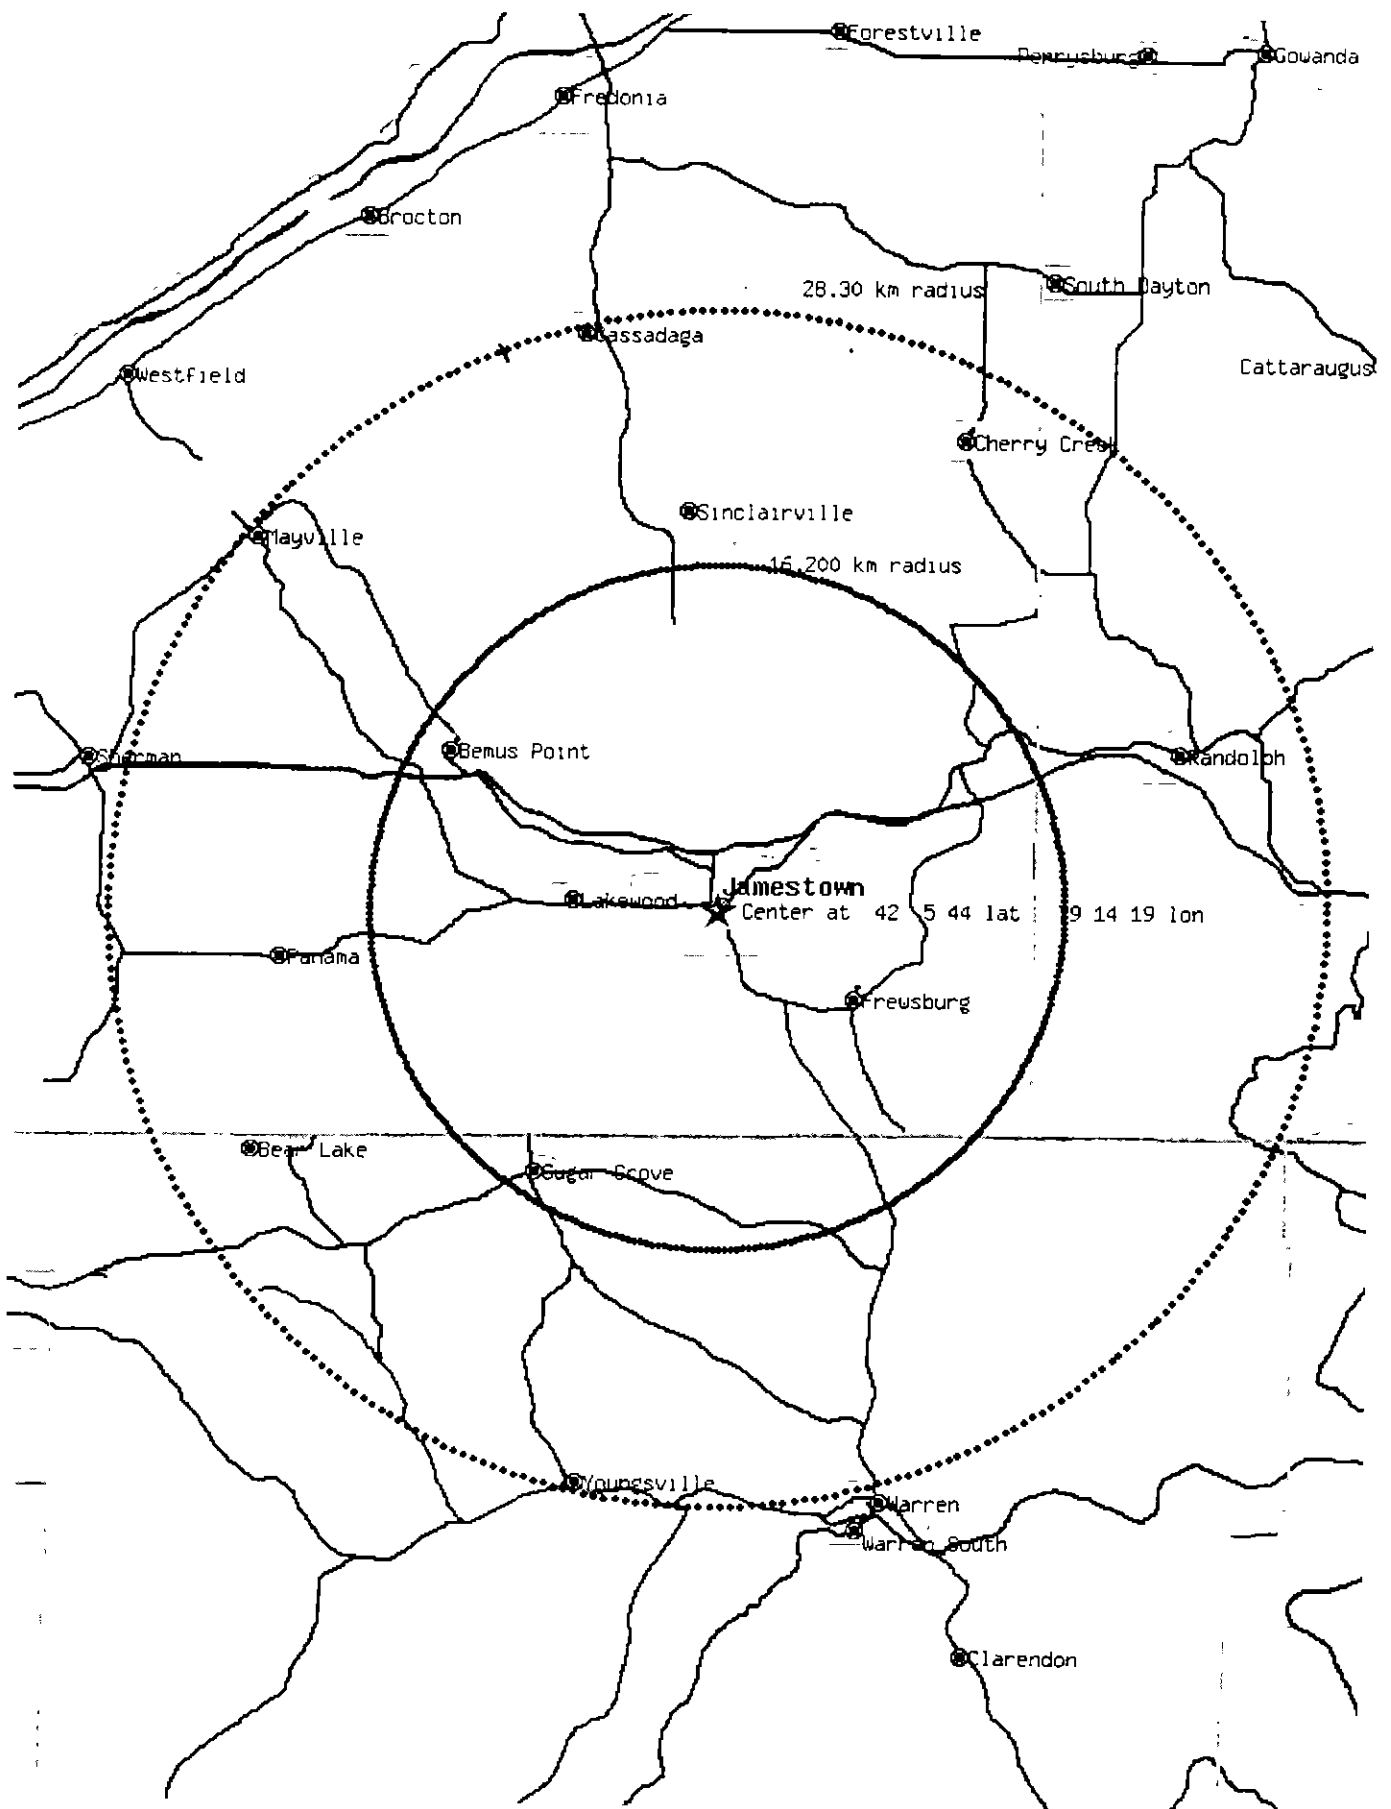 Forestville
Perrysburg
Gowanda
Fredonia
Brocton
28.30 km radius
South Dayton
Cassadaga
Cattaraugus
Westfield
Cherry Creek
Sinclairville
Mayville
16.200 km radius
Bemus Point
Sherman
Randolph
Jamestown
Lakewood
Center at 42 5 44 lat 9 14 19 lon
Panama
Frewsburg
Bear Lake
Sugar Grove
Youngsville
Warren
Warren South
Clarendon